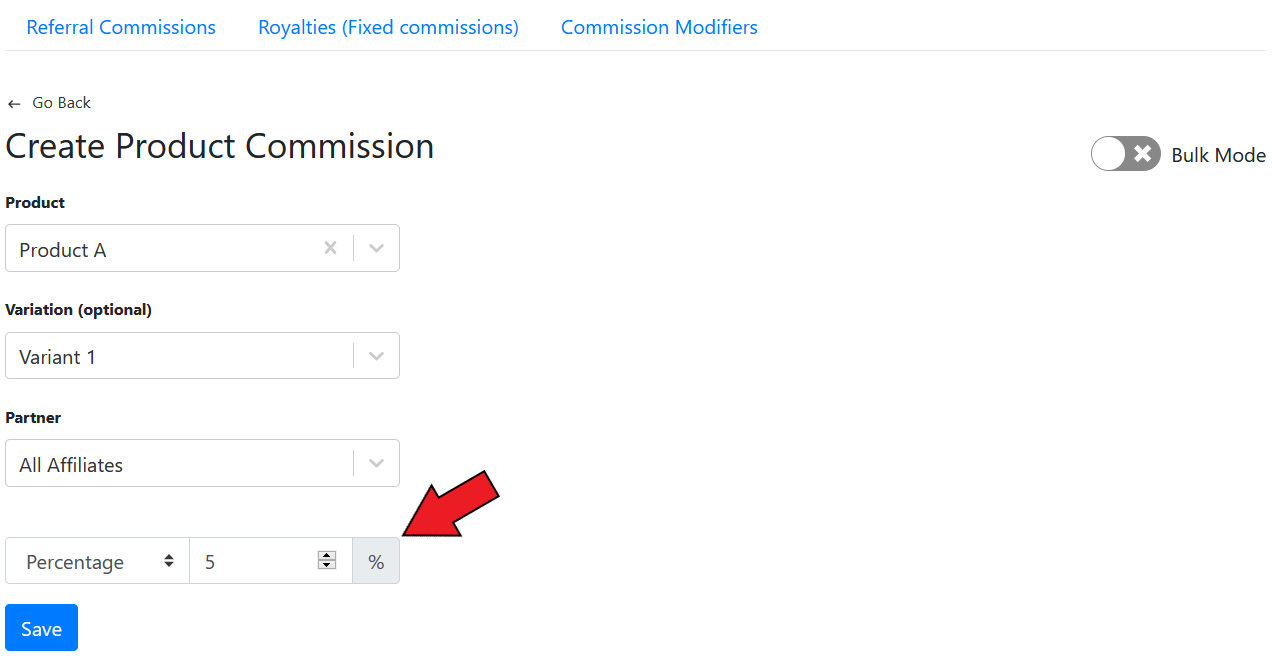 Referral Commissions Royalties (Fixed commissions) Commission Modifiers
← Go Back
Create Product Commission
Bulk Mode
Product
Product A
Variation (optional)
Variant 1
Partner
All Affiliates
Percentage 5 %
Save